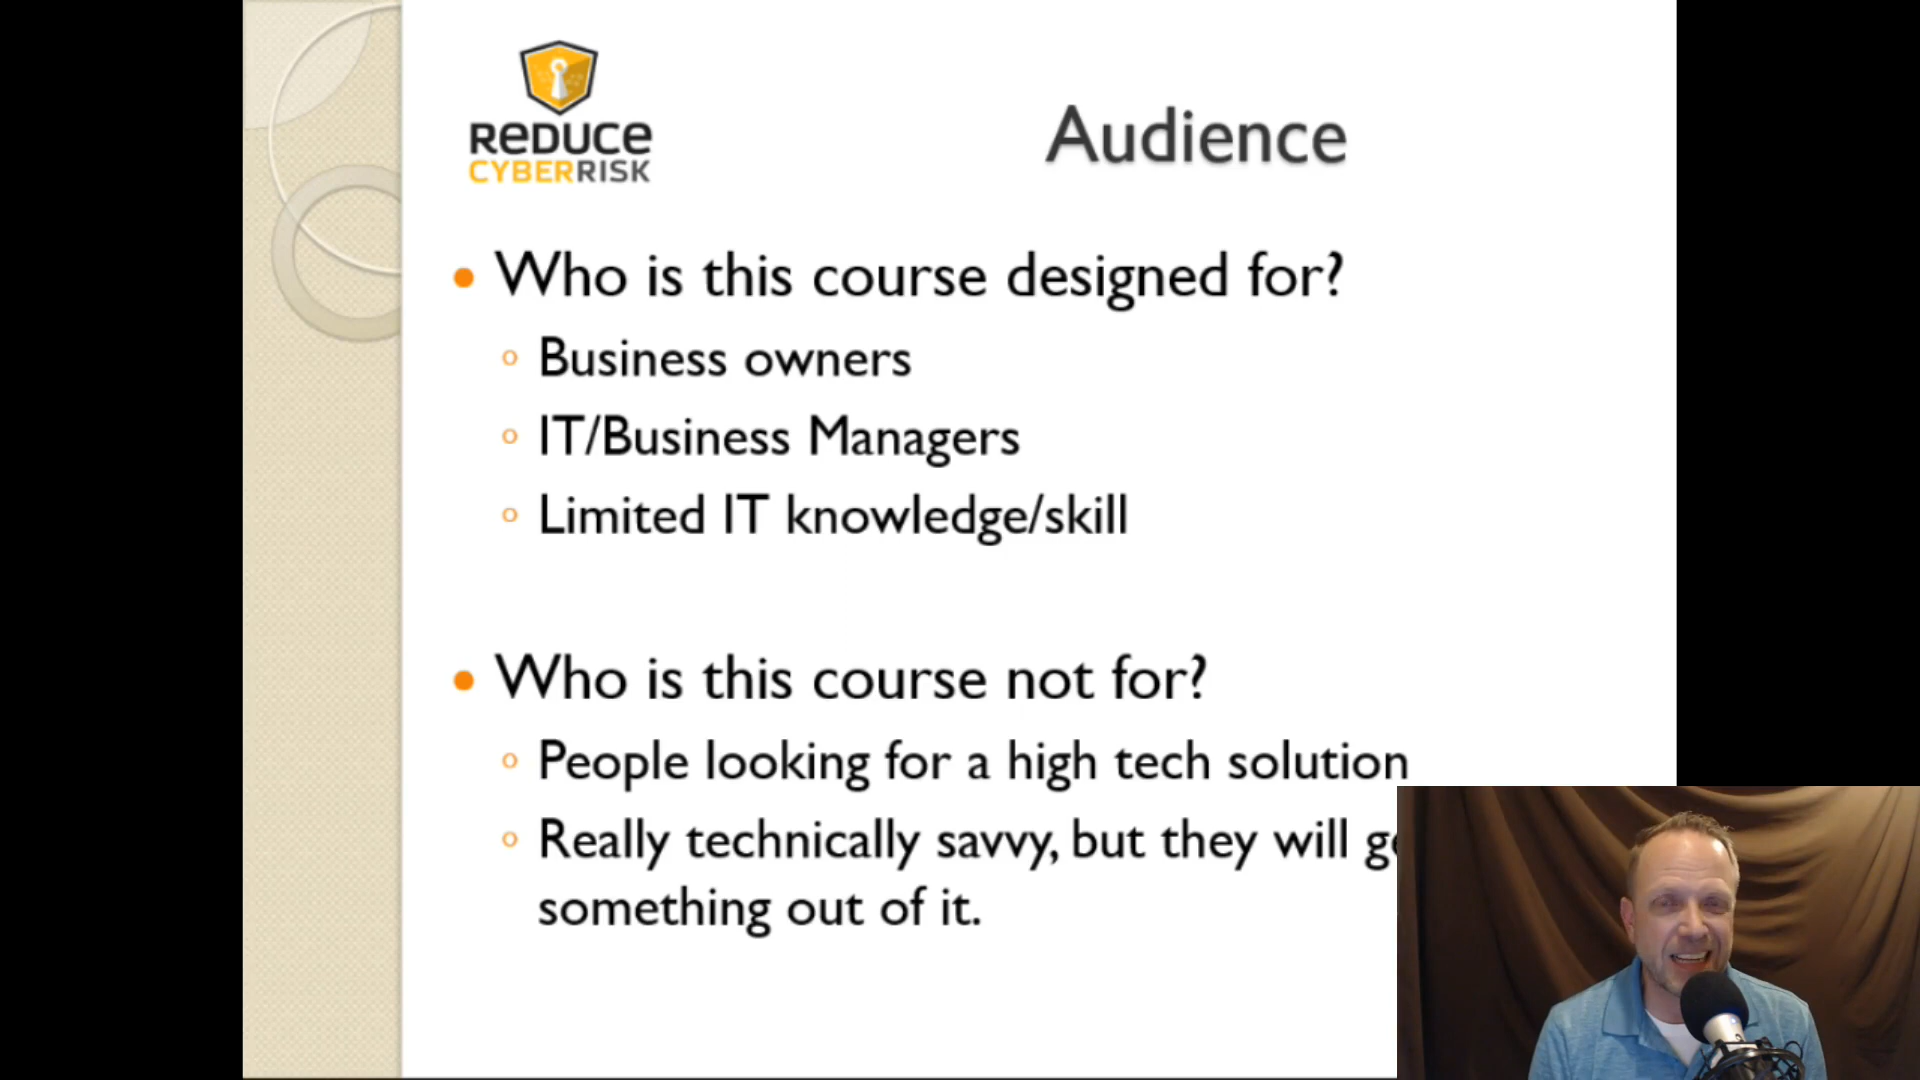 REDUCE
CYBERRISK
Audience
• Who is this course designed for?
◦ Business owners
◦ IT/Business Managers
◦ Limited IT knowledge/skill
• Who is this course not for?
◦ People looking for a high tech solution
◦ Really technically savvy, but they will
something out of it.